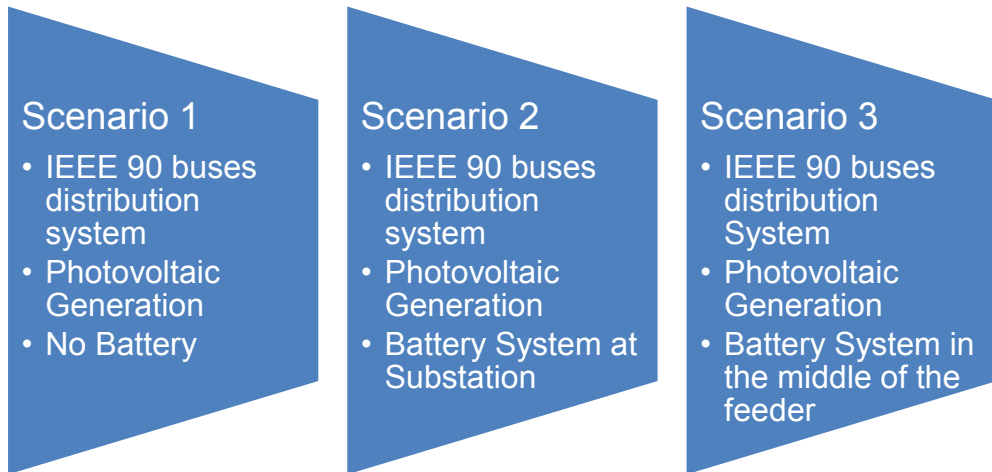 Scenario 1
• IEEE 90 buses
distribution
system
• Photovoltaic
Generation
• No Battery
Scenario 2
• IEEE 90 buses
distribution
system
• Photovoltaic
Generation
• Battery System at
Substation
Scenario 3
• IEEE 90 buses
distribution
System
• Photovoltaic
Generation
• Battery System in
the middle of the
feeder